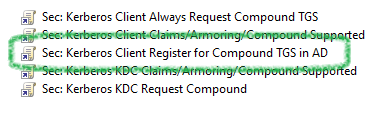 Sec: Kerberos Client Always Request Compound TGS
Sec: Kerberos Client Claims/Armoring/Compound Supported
Sec: Kerberos Client Register for Compound TGS in AD
Sec: Kerberos KDC Claims/Armoring/Compound Supported
Sec: Kerberos KDC Request Compound